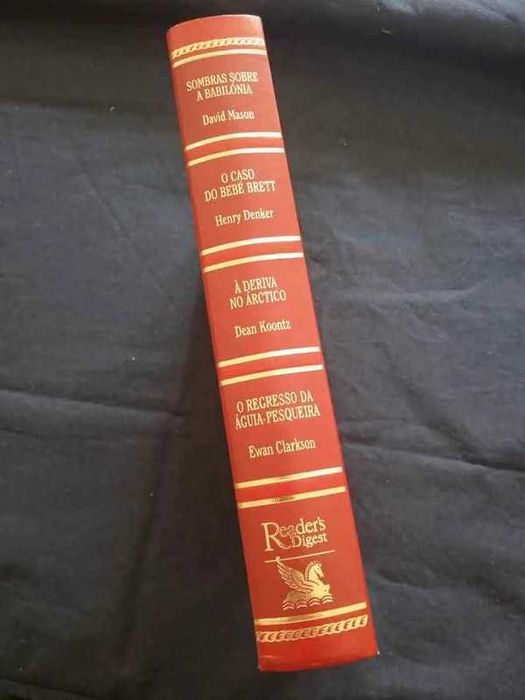 SOMBRAS SOBRE
A BABILÓNIA
David Mason
O CASO
DO BEBÉ BRETT
Henry Denker
À DERIVA
NO ÁRCTICO
Dean Koontz
O REGRESSO DA
ÁGUIA-PESQUEIRA
Ewan Clarkson
Reader's
Digest